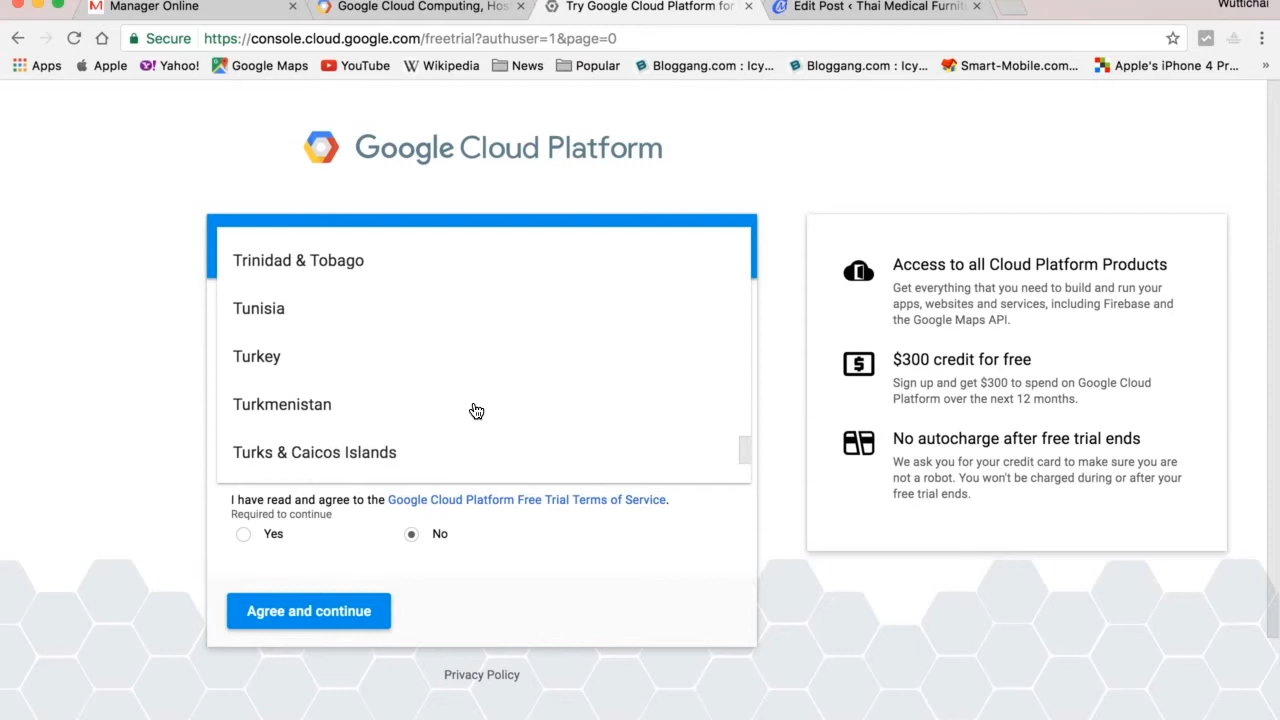 Wuttichai
Manager Online
Google Cloud Computing, Hos
Try Google Cloud Platform for
Edit Post ‹ Thai Medical Furnit
Secure
https://console.cloud.google.com/freetrial?authuser=1&page=0
Apps
Apple
Yahoo!
Google Maps
YouTube
Wikipedia
News
Popular
Bloggang.com : Icy...
Bloggang.com : Icy...
Smart-Mobile.com...
Apple's iPhone 4 Pr...
»
Google Cloud Platform
Trinidad & Tobago
Tunisia
Turkey
Turkmenistan
Turks & Caicos Islands
I have read and agree to the Google Cloud Platform Free Trial Terms of Service.
Required to continue
Yes
No
Agree and continue
Privacy Policy
Access to all Cloud Platform Products
Get everything that you need to build and run your
apps, websites and services, including Firebase and
the Google Maps API.
$300 credit for free
Sign up and get $300 to spend on Google Cloud
Platform over the next 12 months.
No autocharge after free trial ends
We ask you for your credit card to make sure you are
not a robot. You won't be charged during or after your
free trial ends.